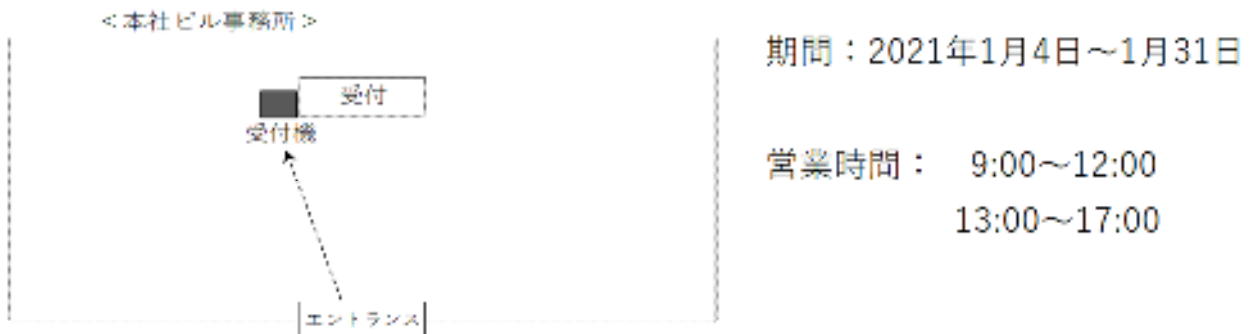 ＜本社ビル事務所＞
受付
受付機
エントランス
期間：2021年1月4日～1月31日
営業時間：　9:00～12:00
13:00～17:00